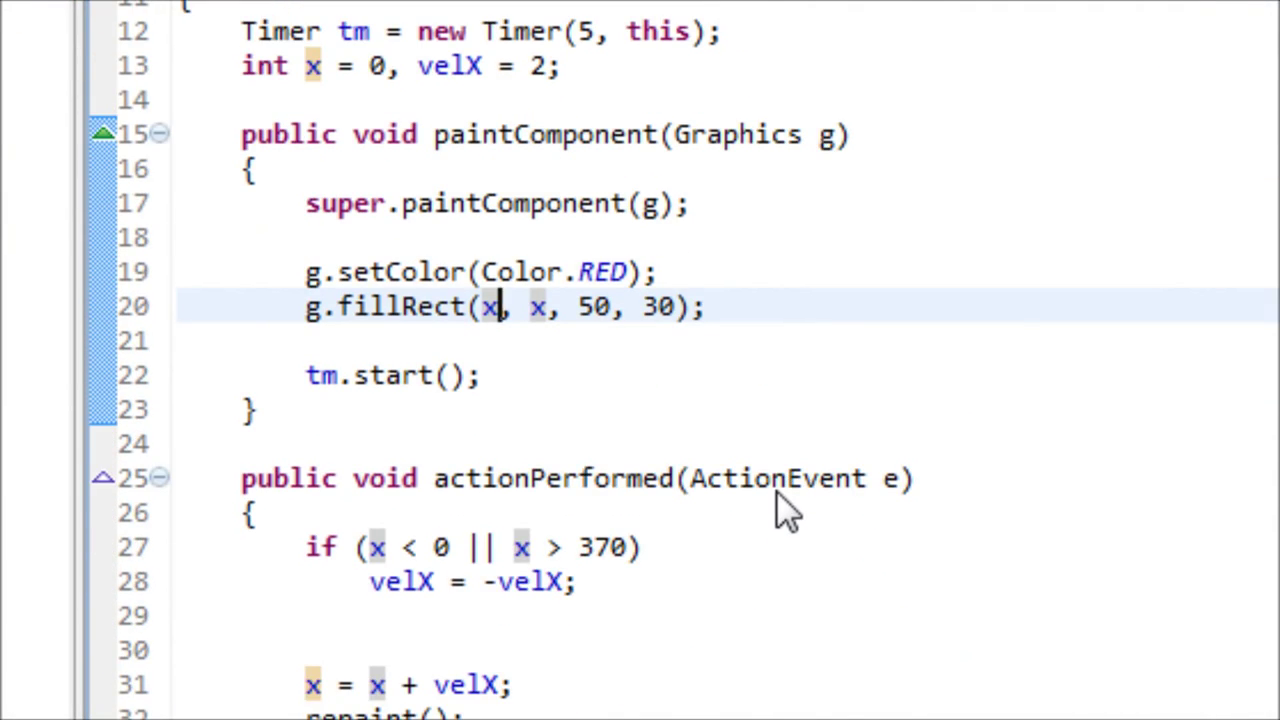 {
12 Timer tm = new Timer(5, this);
13 int x = 0, velX = 2;
14
15 public void paintComponent(Graphics g)
16 {
17 super.paintComponent(g);
18
19 g.setColor(Color.RED);
20 g.fillRect(x, x, 50, 30);
21
22 tm.start();
23 }
24
25 public void actionPerformed(ActionEvent e)
26 {
27 if (x < 0 || x > 370)
28 velX = -velX;
29
30
31 x = x + velX;
32 repaint();